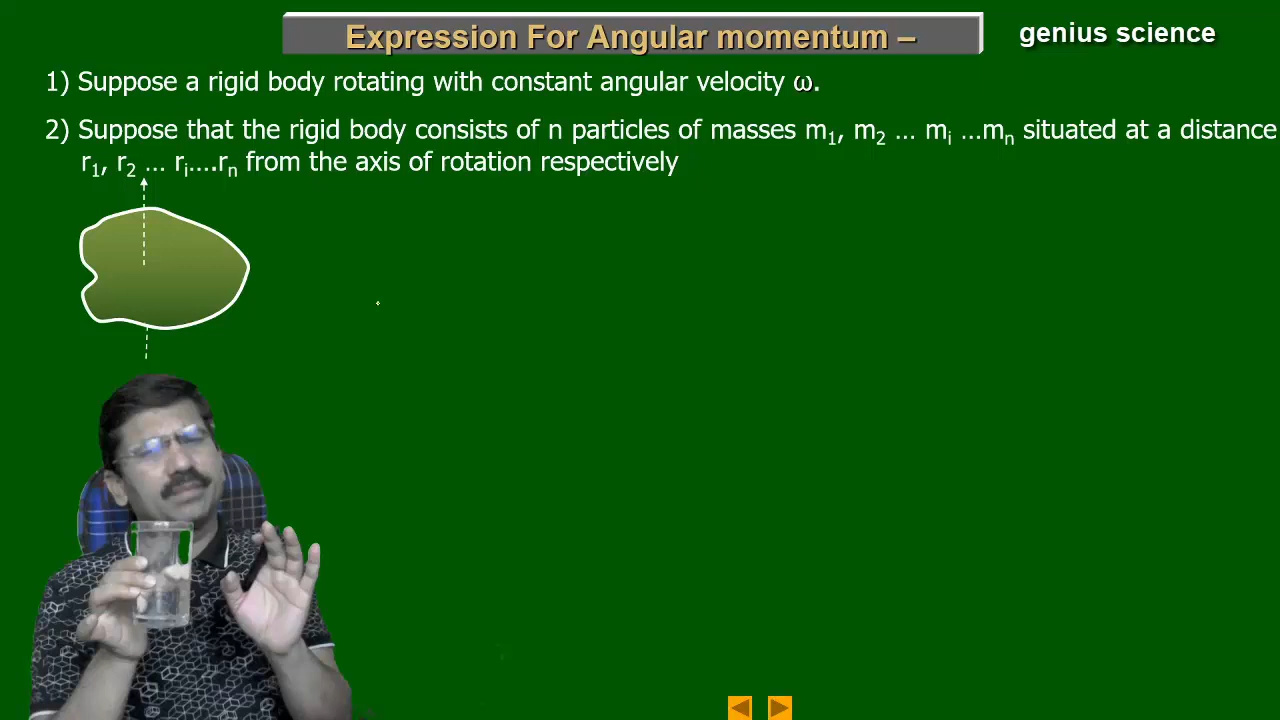 Expression For Angular momentum –
genius science
1) Suppose a rigid body rotating with constant angular velocity ω.
2) Suppose that the rigid body consists of n particles of masses m₁, m₂ … mᵢ …mₙ situated at a distance
r₁, r₂ … rᵢ….rₙ from the axis of rotation respectively